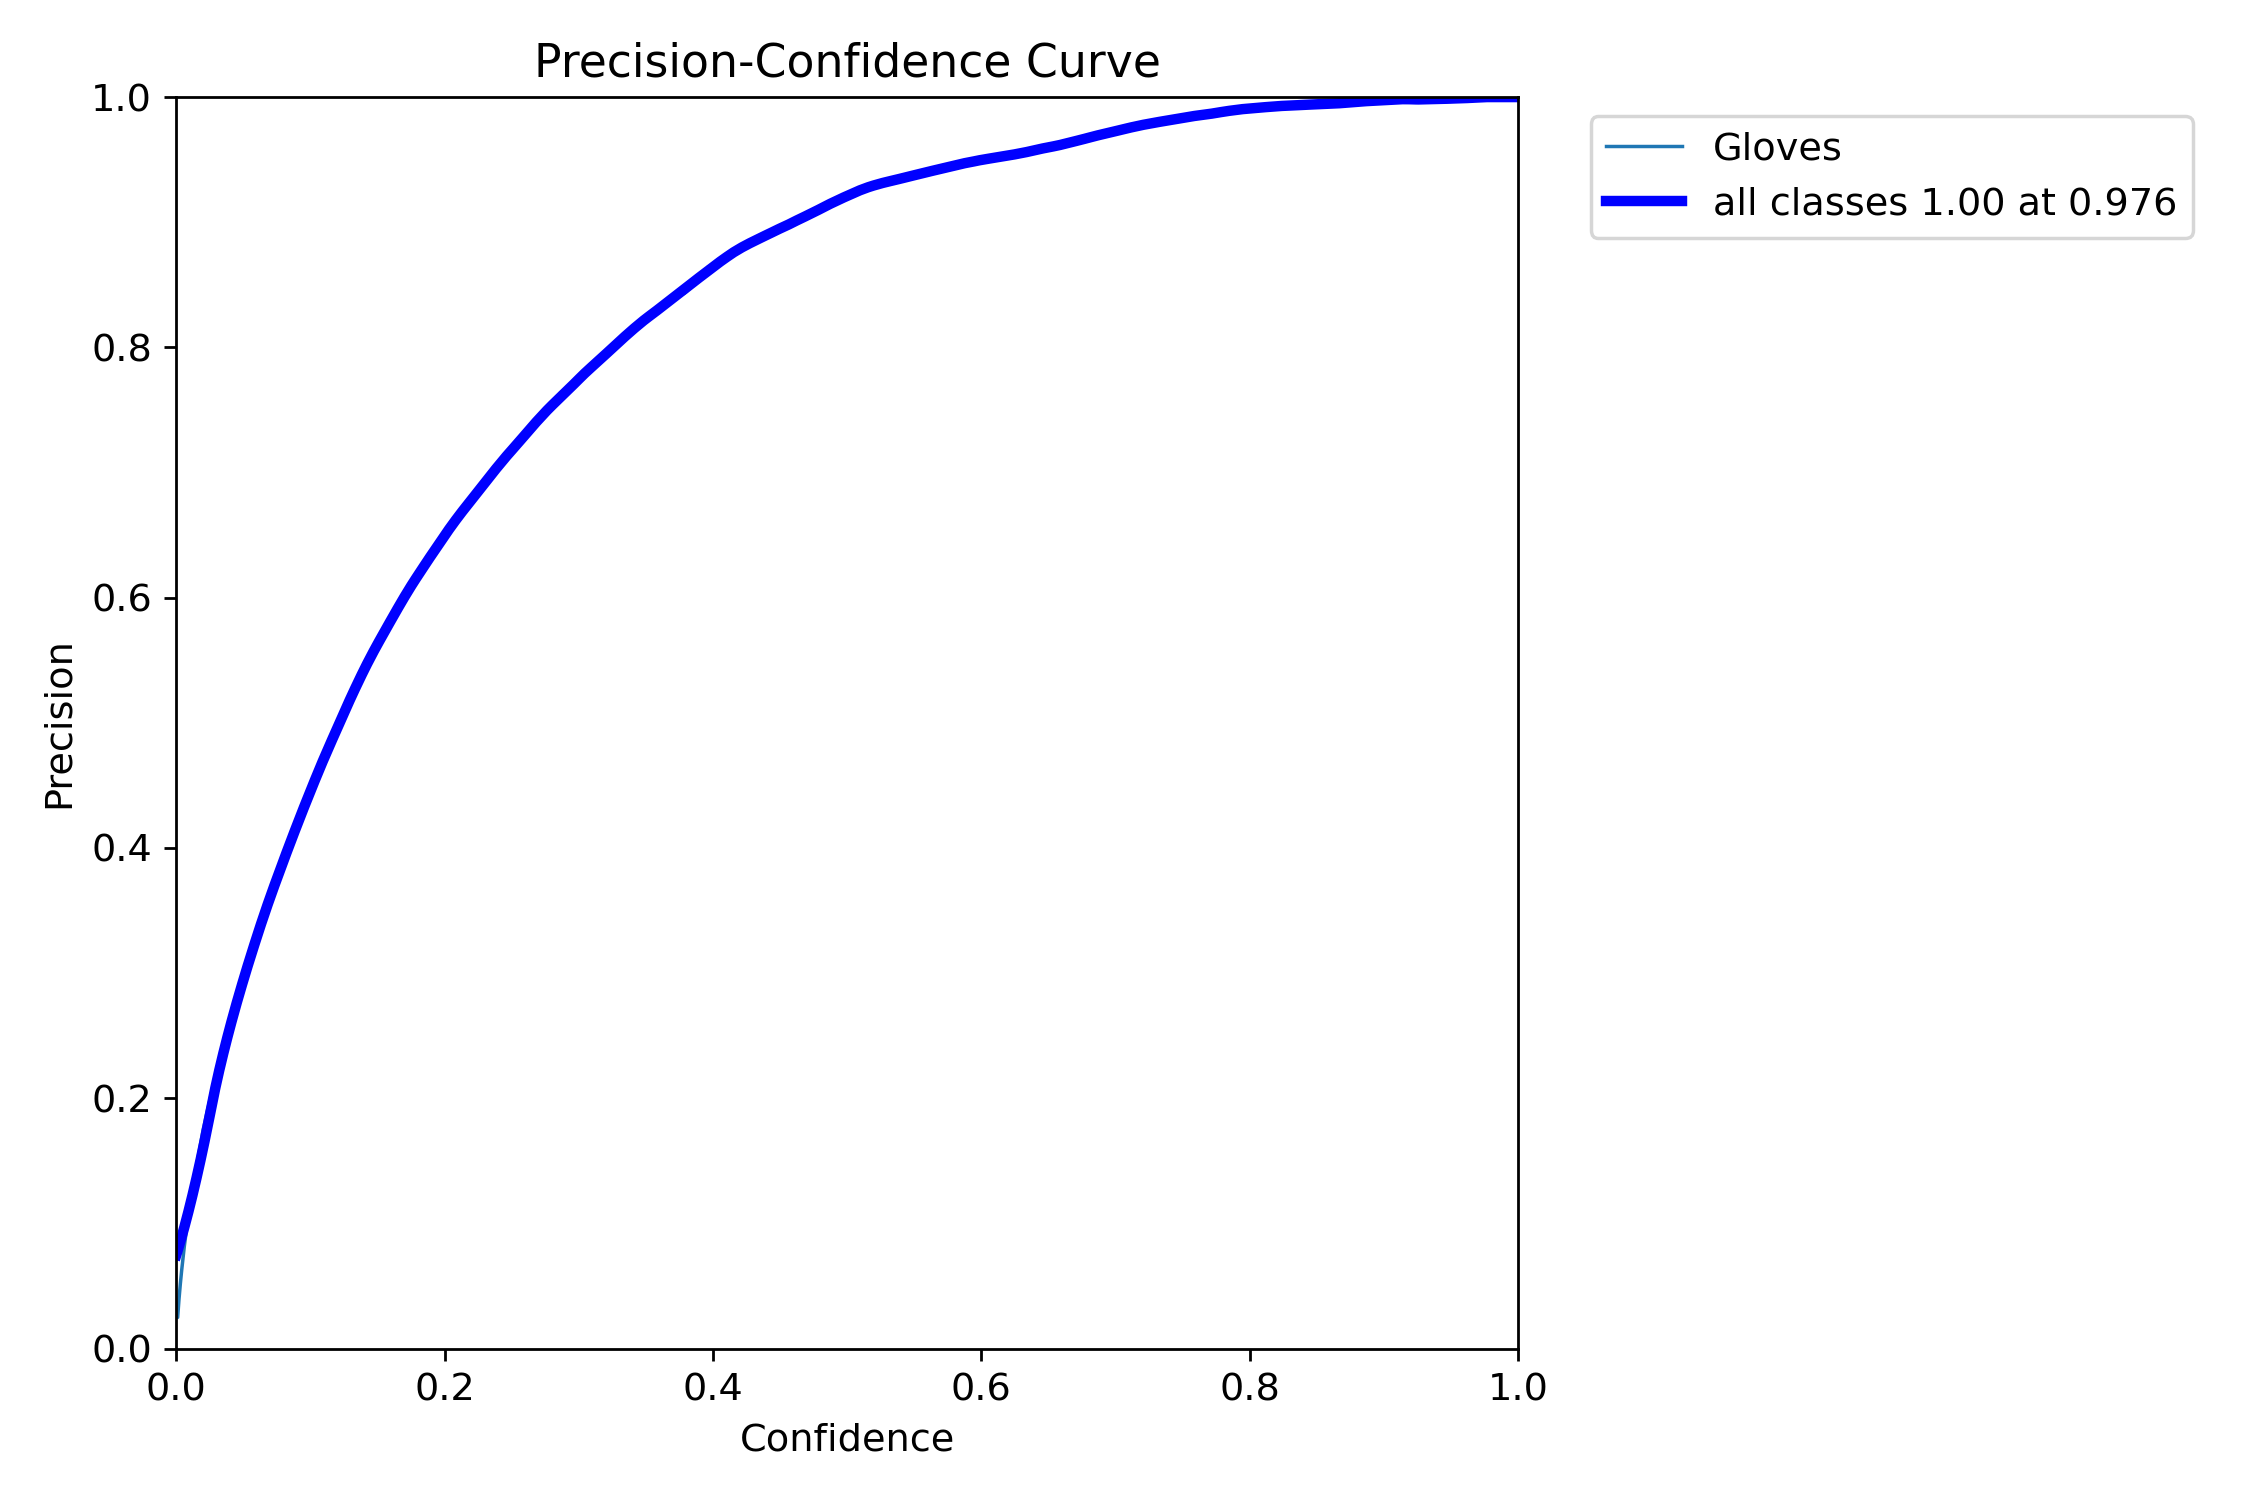 Precision-Confidence Curve
1.0
0.8
0.6
0.4
0.2
0.0
Precision
0.0 0.2 0.4 0.6 0.8 1.0
Confidence
Gloves
all classes 1.00 at 0.976